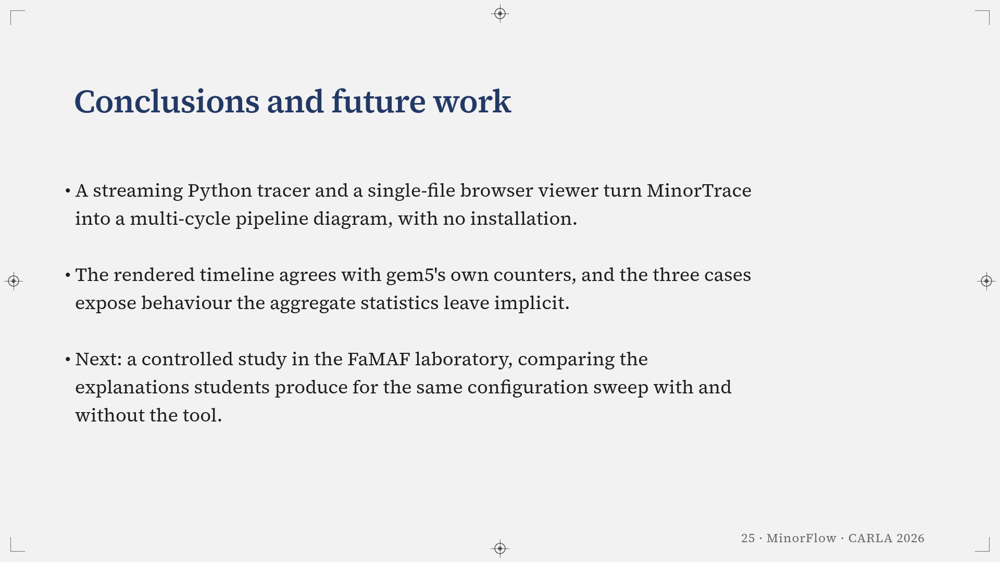 Conclusions and future work
• A streaming Python tracer and a single-file browser viewer turn MinorTrace
into a multi-cycle pipeline diagram, with no installation.
• The rendered timeline agrees with gem5's own counters, and the three cases
expose behaviour the aggregate statistics leave implicit.
• Next: a controlled study in the FaMAF laboratory, comparing the
explanations students produce for the same configuration sweep with and
without the tool.
25 · MinorFlow · CARLA 2026